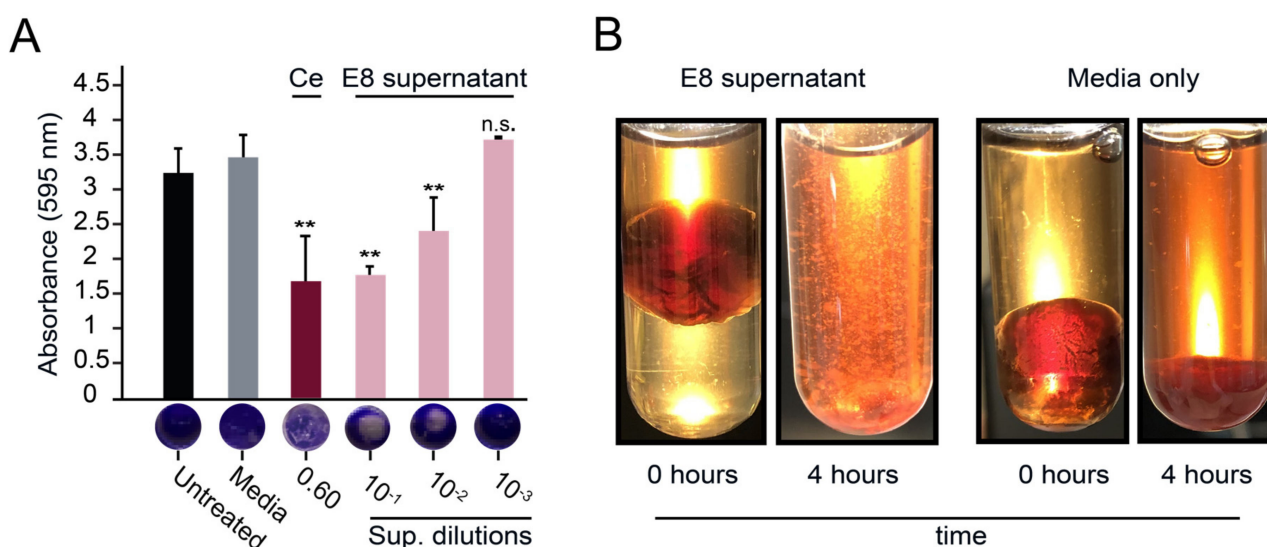 A
B
Ce
E8 supernatant
E8 supernatant
Media only
Absorbance (595 nm)
4.5
4
3.5
3
2.5
2
1.5
1
0.5
0
**
**
**
n.s.
Untreated
Media
0.60
10-1
10-2
10-3
Sup. dilutions
0 hours
4 hours
0 hours
4 hours
time